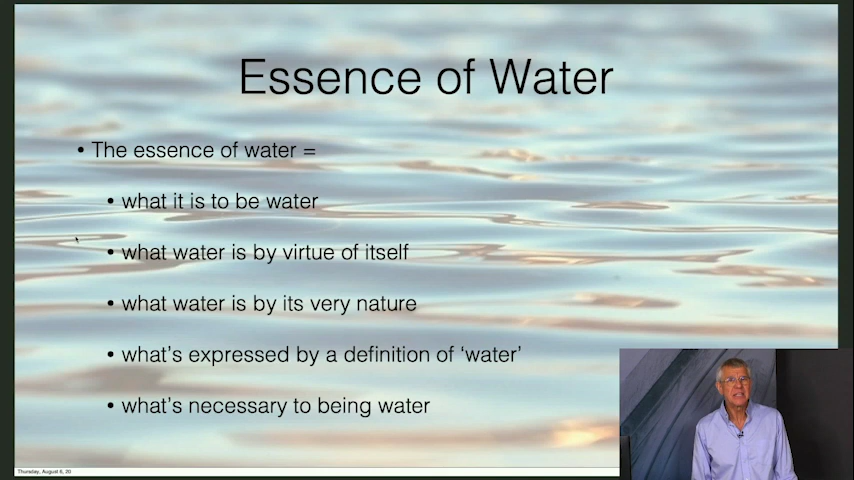 Essence of Water
• The essence of water =
• what it is to be water
• what water is by virtue of itself
• what water is by its very nature
• what's expressed by a definition of ‘water’
• what's necessary to being water
Thursday, August 6, 20